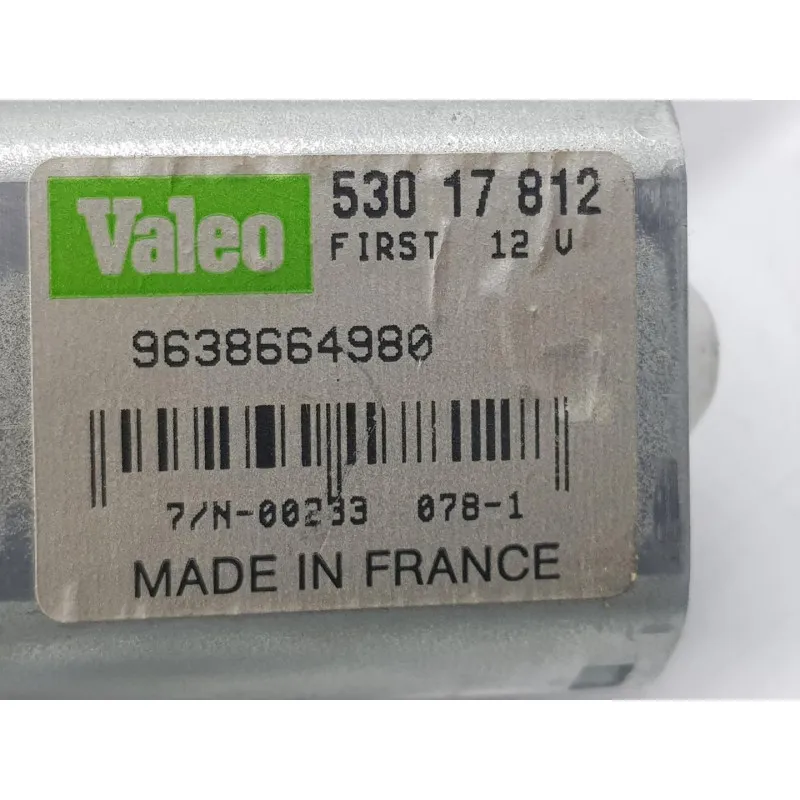 Valeo 530 17 812
FIRST 12 V
9638664980
7/N-00233 078-1
MADE IN FRANCE